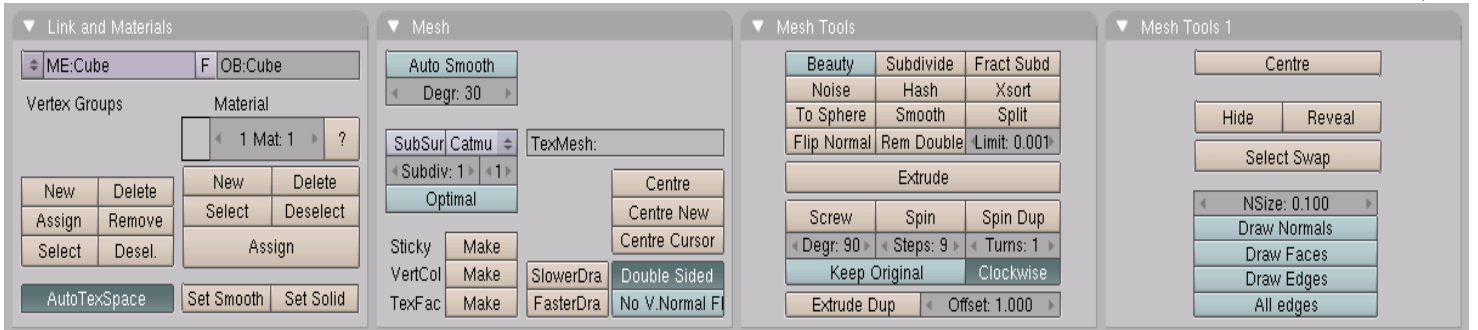 Link and Materials
ME:Cube F OB:Cube
Vertex Groups Material
1 Mat: 1 ?
New Delete New Delete
Assign Remove Select Deselect
Select Desel. Assign
AutoTexSpace Set Smooth Set Solid
Mesh
Auto Smooth
Degr: 30
SubSur Catmu TexMesh:
Subdiv: 1 1
Optimal
Centre
Centre New
Centre Cursor
Sticky Make
VertCol Make SlowerDra Double Sided
TexFac Make FasterDra No V.Normal Fl
Mesh Tools
Beauty Subdivide Fract Subd
Noise Hash Xsort
To Sphere Smooth Split
Flip Normal Rem Double Limit: 0.001
Extrude
Screw Spin Spin Dup
Degr: 90 Steps: 9 Turns: 1
Keep Original Clockwise
Extrude Dup Offset: 1.000
Mesh Tools 1
Centre
Hide Reveal
Select Swap
NSize: 0.100
Draw Normals
Draw Faces
Draw Edges
All edges